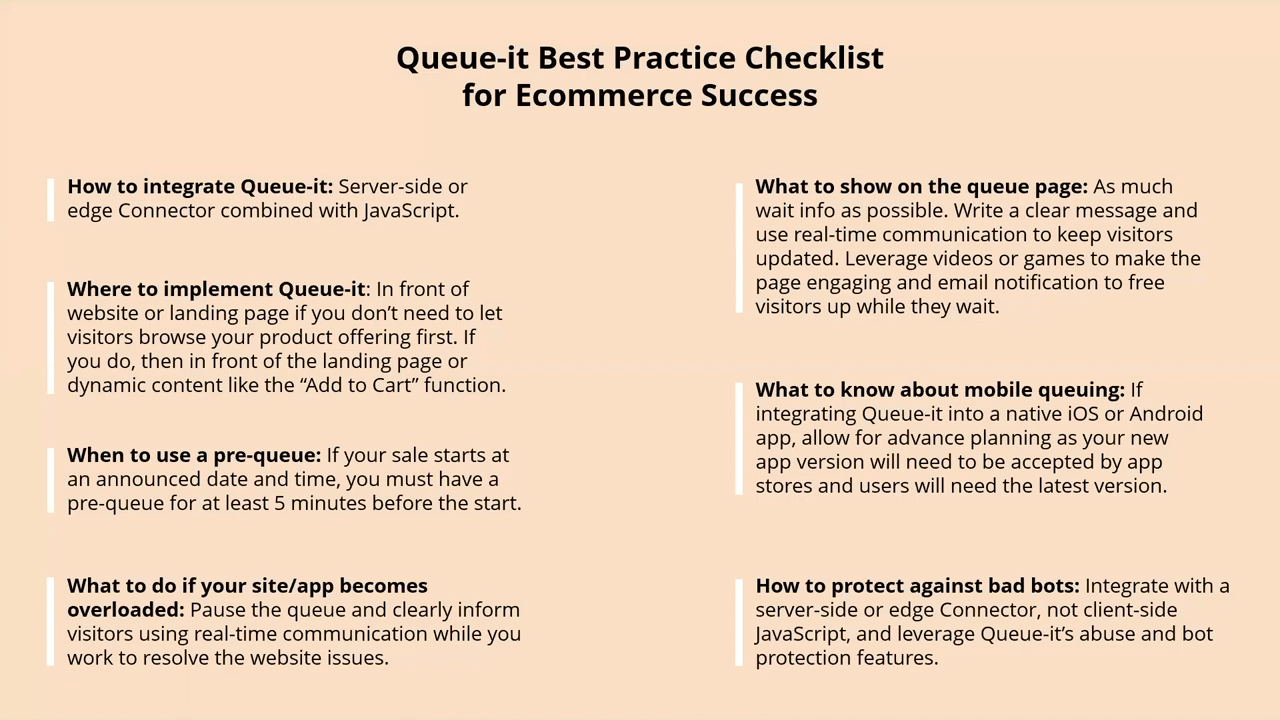 Queue-it Best Practice Checklist
for Ecommerce Success
How to integrate Queue-it: Server-side or
edge Connector combined with JavaScript.
Where to implement Queue-it: In front of
website or landing page if you don’t need to let
visitors browse your product offering first. If
you do, then in front of the landing page or
dynamic content like the “Add to Cart” function.
When to use a pre-queue: If your sale starts at
an announced date and time, you must have a
pre-queue for at least 5 minutes before the start.
What to do if your site/app becomes
overloaded: Pause the queue and clearly inform
visitors using real-time communication while you
work to resolve the website issues.
What to show on the queue page: As much
wait info as possible. Write a clear message and
use real-time communication to keep visitors
updated. Leverage videos or games to make the
page engaging and email notification to free
visitors up while they wait.
What to know about mobile queuing: If
integrating Queue-it into a native iOS or Android
app, allow for advance planning as your new
app version will need to be accepted by app
stores and users will need the latest version.
How to protect against bad bots: Integrate with a
server-side or edge Connector, not client-side
JavaScript, and leverage Queue-it’s abuse and bot
protection features.